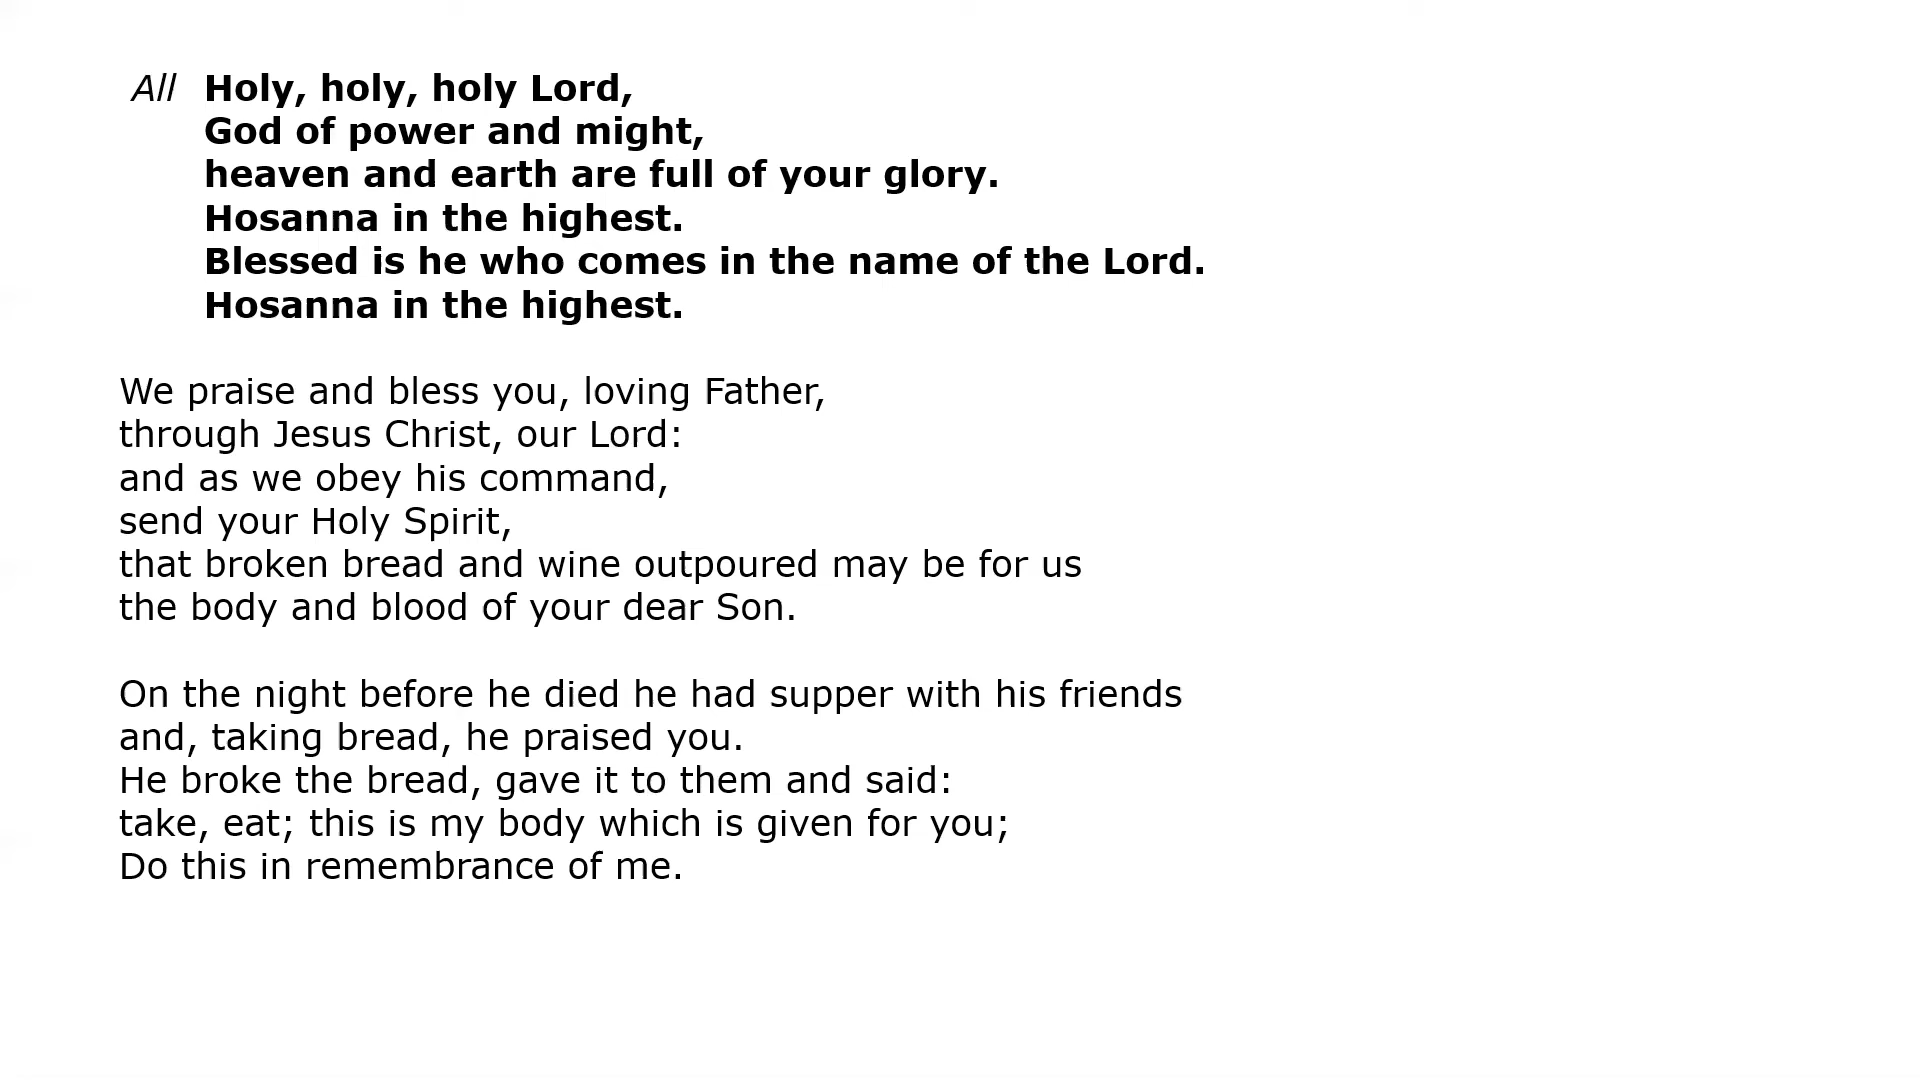 All Holy, holy, holy Lord,
God of power and might,
heaven and earth are full of your glory.
Hosanna in the highest.
Blessed is he who comes in the name of the Lord.
Hosanna in the highest.
We praise and bless you, loving Father,
through Jesus Christ, our Lord:
and as we obey his command,
send your Holy Spirit,
that broken bread and wine outpoured may be for us
the body and blood of your dear Son.
On the night before he died he had supper with his friends
and, taking bread, he praised you.
He broke the bread, gave it to them and said:
take, eat; this is my body which is given for you;
Do this in remembrance of me.